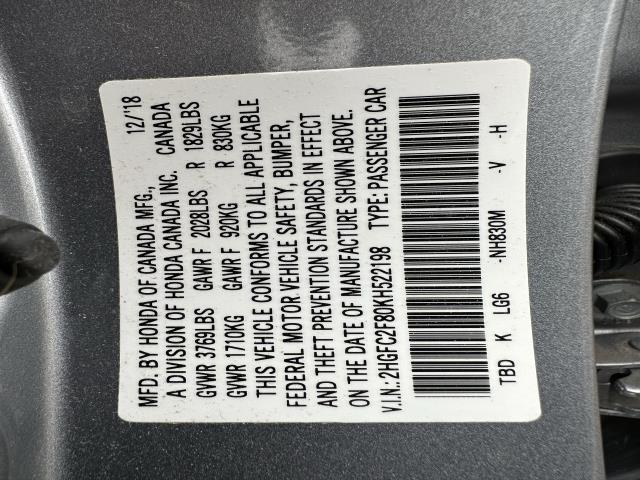 MFD. BY HONDA OF CANADA MFG., 12/'18
A DIVISION OF HONDA CANADA INC. CANADA
GVWR 3769LBS GAWR F 2028LBS R 1829LBS
GVWR 1710KG GAWR F 920KG R 830KG
THIS VEHICLE CONFORMS TO ALL APPLICABLE
FEDERAL MOTOR VEHICLE SAFETY, BUMPER,
AND THEFT PREVENTION STANDARDS IN EFFECT
ON THE DATE OF MANUFACTURE SHOWN ABOVE.
V.I.N.:2HGFC2F80KH522198 TYPE: PASSENGER CAR
TBD K LG6 -NH830M -V -H